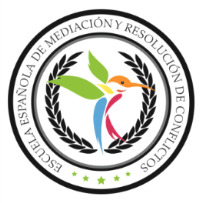 ESCUELA ESPAÑOLA DE MEDIACIÓN Y RESOLUCIÓN DE CONFLICTOS